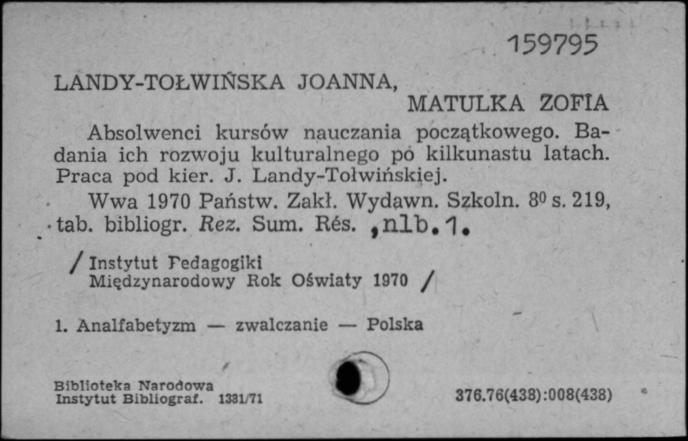 159795
LANDY-TOŁWIŃSKA JOANNA,
MATULKA ZOFIA
Absolwenci kursów nauczania początkowego. Ba-
dania ich rozwoju kulturalnego po kilkunastu latach.
Praca pod kier. J. Landy-Tołwińskiej.
Wwa 1970 Państw. Zakł. Wydawn. Szkoln. 8⁰ s. 219,
tab. bibliogr. Rez. Sum. Rés. ,nlb.1.
/ Instytut Pedagogiki
Międzynarodowy Rok Oświaty 1970 /
1. Analfabetyzm — zwalczanie — Polska
Biblioteka Narodowa
Instytut Bibliograf. 1331/71
376.76(438):008(438)